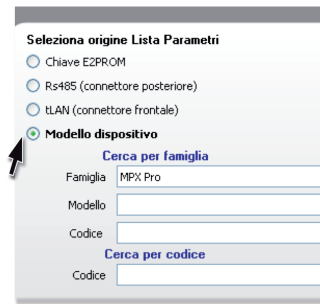 Seleziona origine Lista Parametri
Chiave E2PROM
Rs485 (connettore posteriore)
tLAN (connettore frontale)
Modello dispositivo
Cerca per famiglia
Famiglia MPX Pro
Modello
Codice
Cerca per codice
Codice